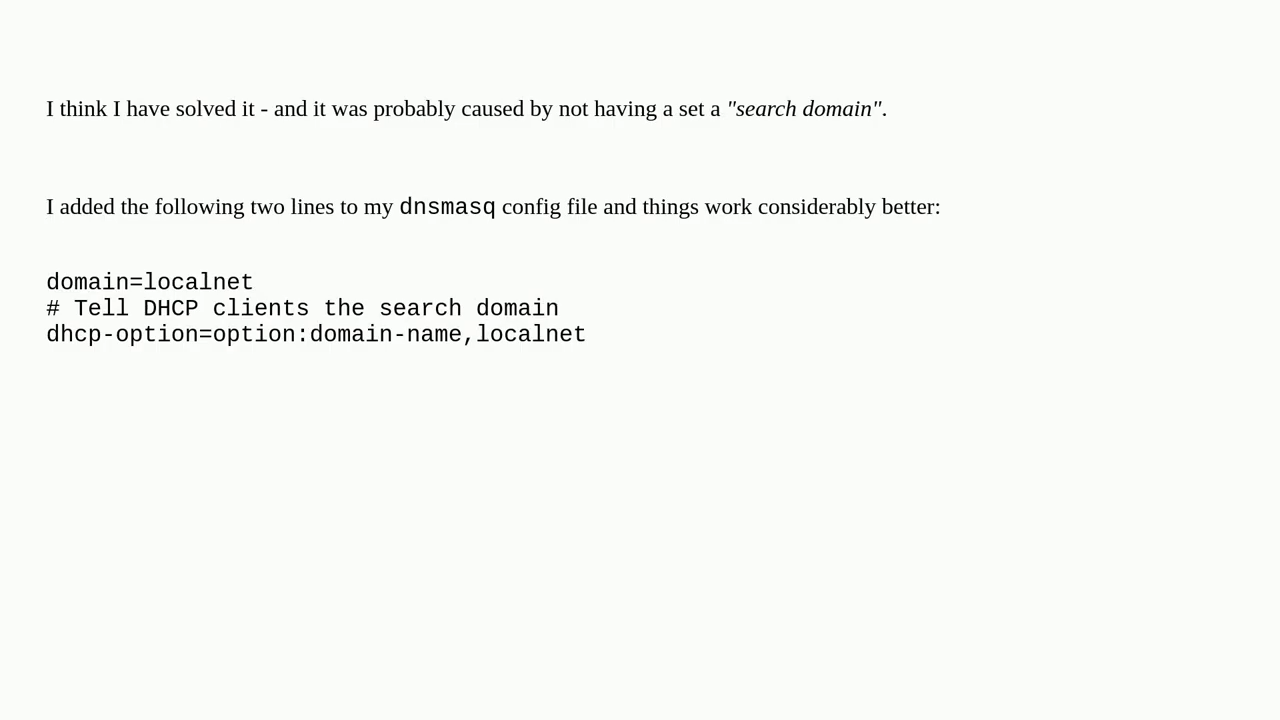 I think I have solved it - and it was probably caused by not having a set a "search domain".
I added the following two lines to my dnsmasq config file and things work considerably better:
domain=localnet
# Tell DHCP clients the search domain
dhcp-option=option:domain-name,localnet